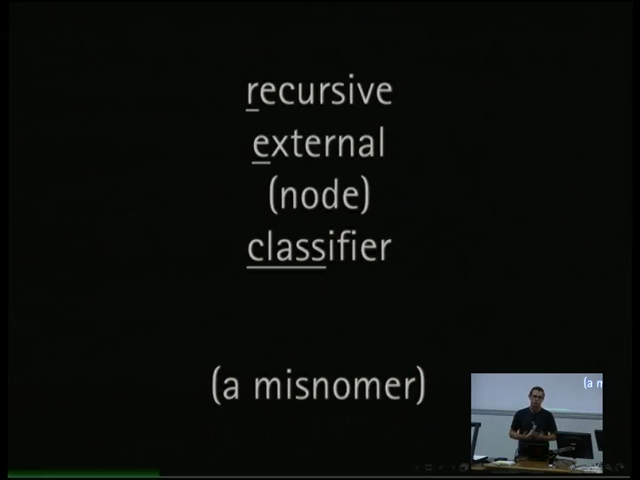 recursive
external
(node)
classifier
(a misnomer)
(a m